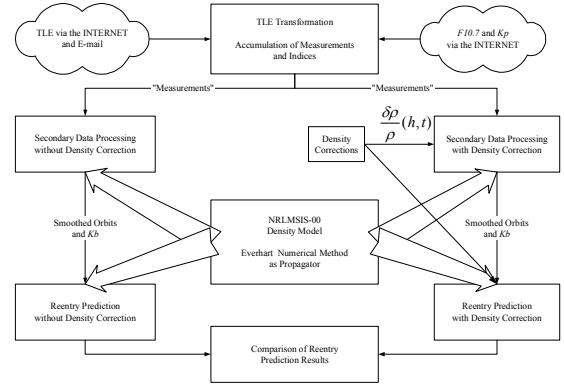 TLE via the INTERNET
and E-mail
TLE Transformation
Accumulation of Measurements
and Indices
F10.7 and Kp
via the INTERNET
"Measurements"
"Measurements"
Secondary Data Processing
without Density Correction
Density
Corrections
δρ/ρ (h,t)
Secondary Data Processing
with Density Correction
Smoothed Orbits
and Kb
NRLMSIS-00
Density Model
Everhart Numerical Method
as Propagator
Smoothed Orbits
and Kb
Reentry Prediction
without Density Correction
Reentry Prediction
with Density Correction
Comparison of Reentry
Prediction Results